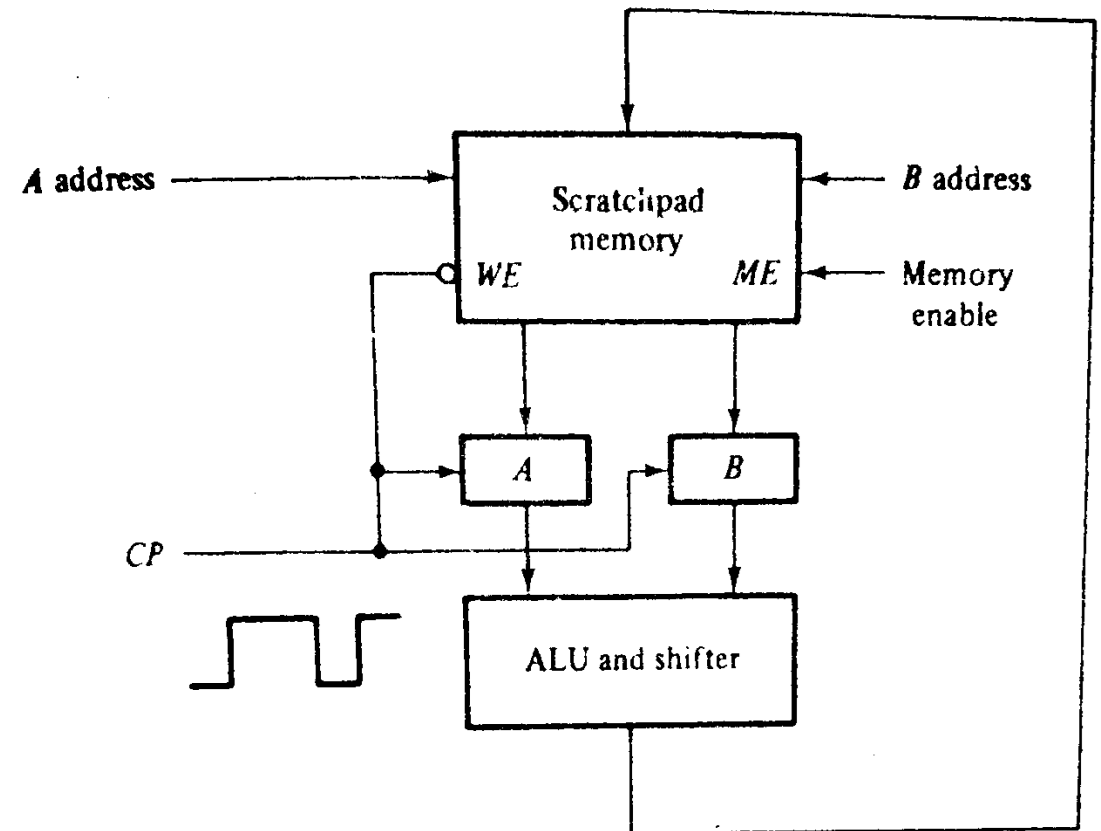 A address
Scratchpad
memory
B address
WE
ME
Memory
enable
A
B
CP
ALU and shifter